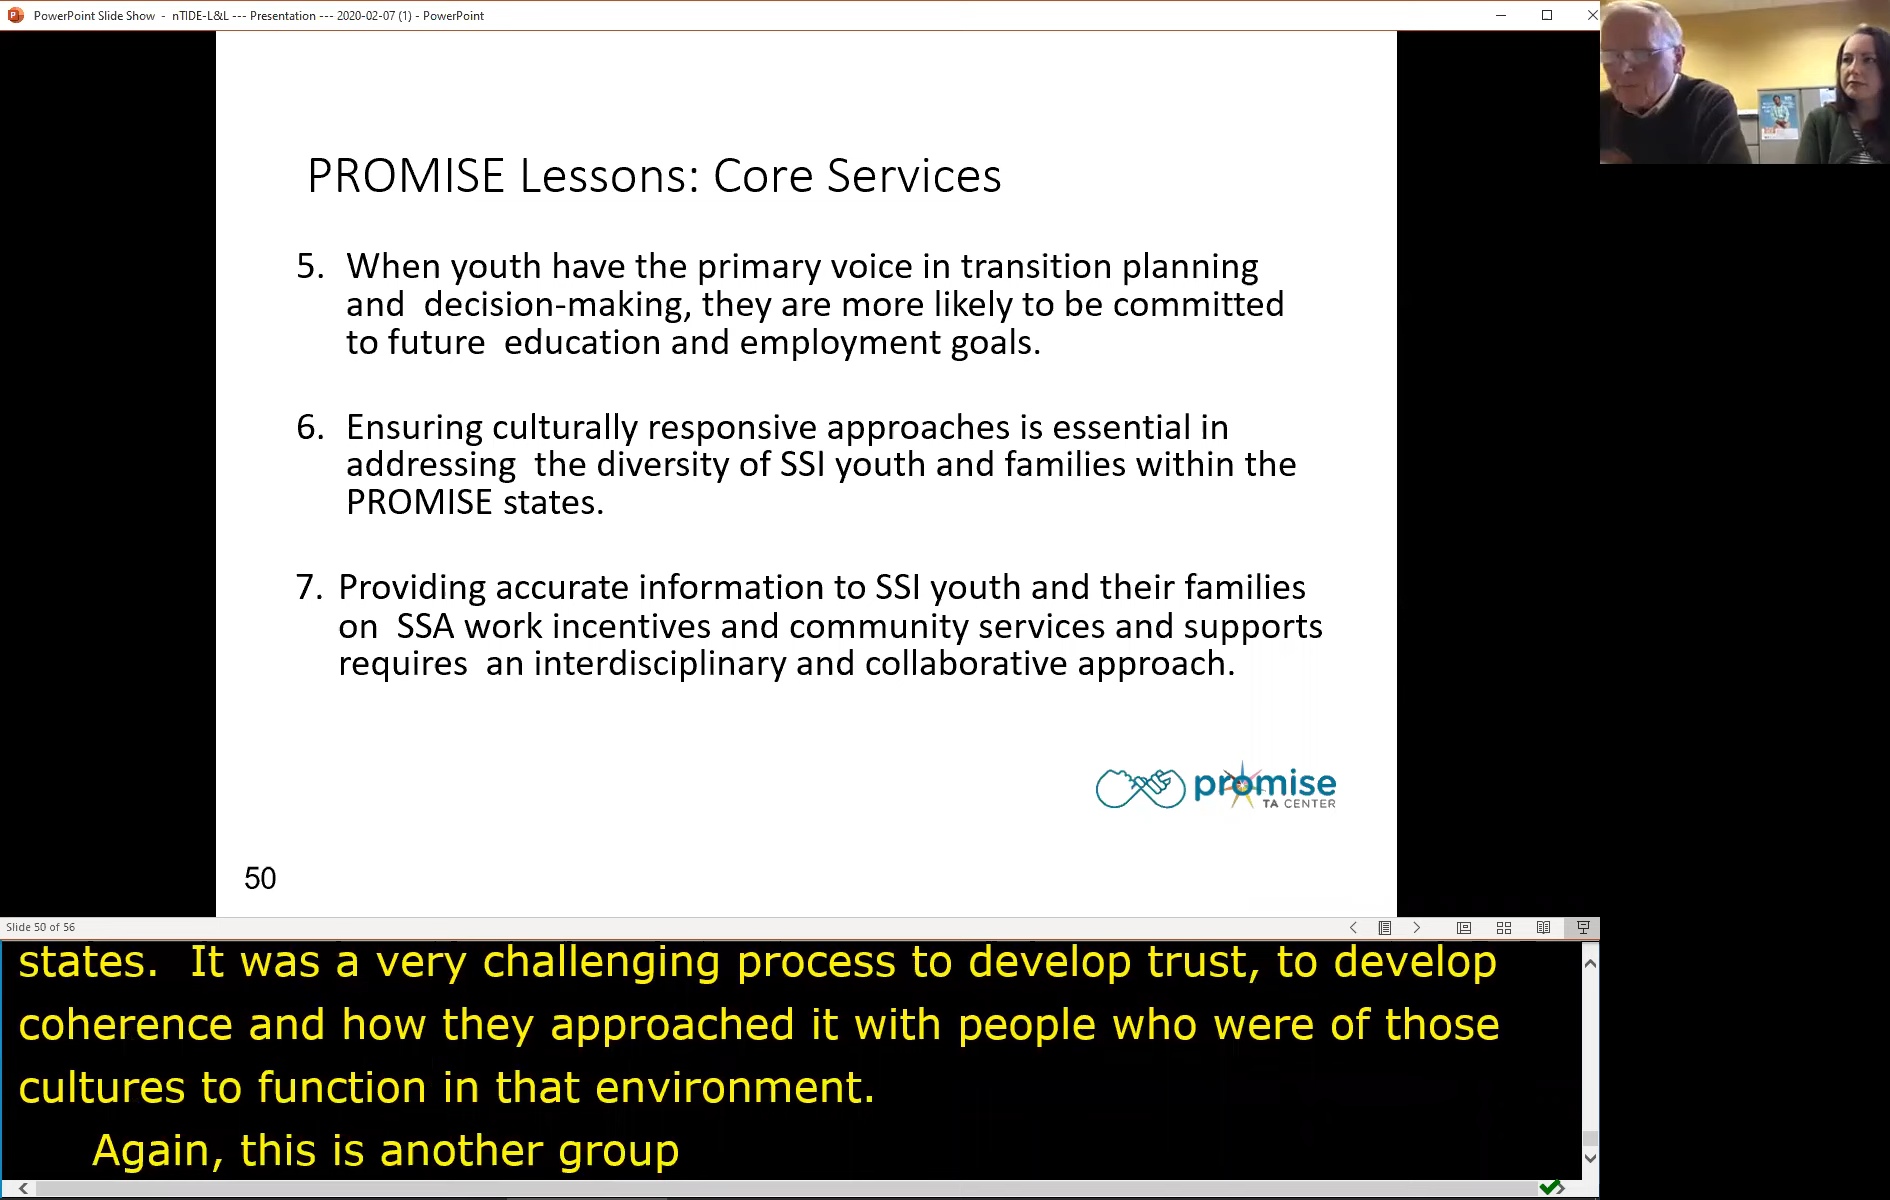 PowerPoint Slide Show - nTIDE-L&L --- Presentation --- 2020-02-07 (1) - PowerPoint
PROMISE Lessons: Core Services
5. When youth have the primary voice in transition planning
and decision-making, they are more likely to be committed
to future education and employment goals.
6. Ensuring culturally responsive approaches is essential in
addressing the diversity of SSI youth and families within the
PROMISE states.
7. Providing accurate information to SSI youth and their families
on SSA work incentives and community services and supports
requires an interdisciplinary and collaborative approach.
promise
TA CENTER
50
Slide 50 of 56
states. It was a very challenging process to develop trust, to develop
coherence and how they approached it with people who were of those
cultures to function in that environment.
Again, this is another group